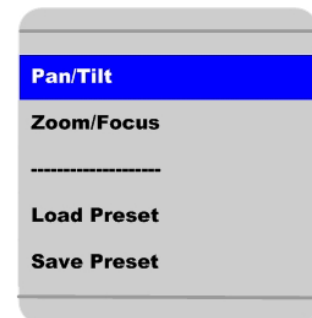 Pan/Tilt
Zoom/Focus
--------------------
Load Preset
Save Preset